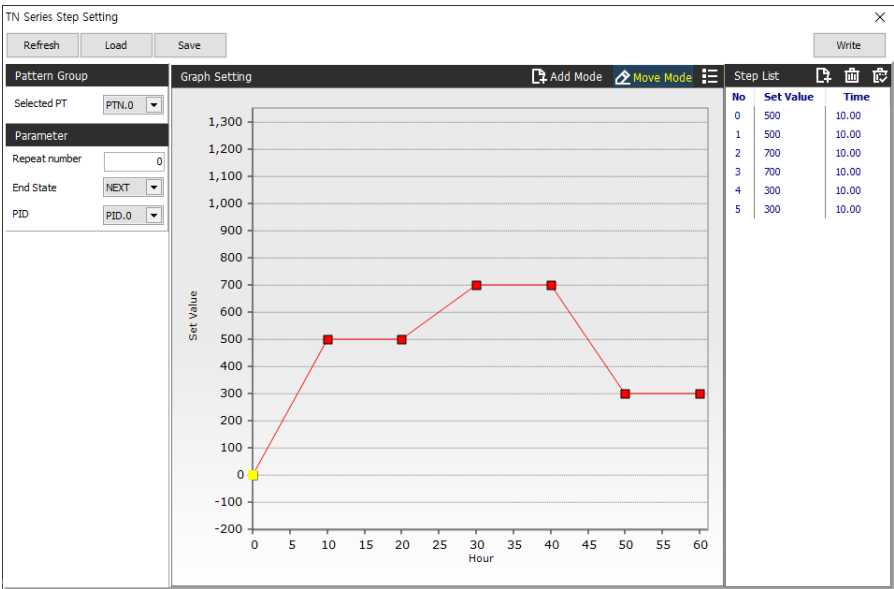 TN Series Step Setting
Refresh Load Save Write
Pattern Group
Selected PT PTN.0
Parameter
Repeat number 0
End State NEXT
PID PID.0
Graph Setting Add Mode Move Mode
1,300
1,200
1,100
1,000
900
800
700
600
500
400
300
200
100
0
-100
-200
Set Value
0 5 10 15 20 25 30 35 40 45 50 55 60
Hour
Step List
No Set Value Time
0 500 10.00
1 500 10.00
2 700 10.00
3 700 10.00
4 300 10.00
5 300 10.00